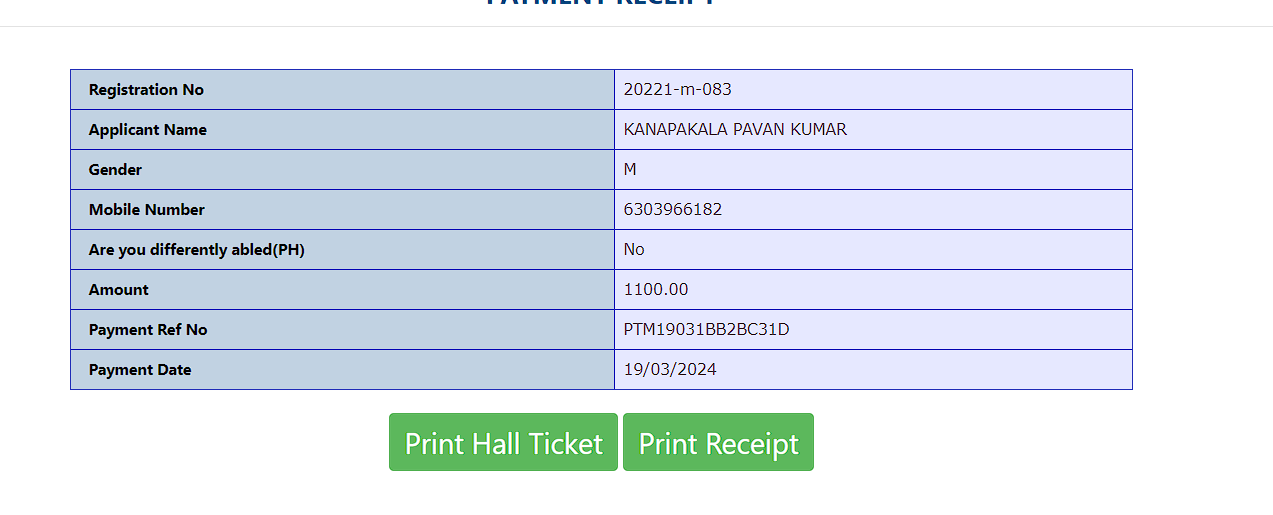 PAYMENT RECEIPT
Registration No 20221-m-083
Applicant Name KANAPAKALA PAVAN KUMAR
Gender M
Mobile Number 6303966182
Are you differently abled(PH) No
Amount 1100.00
Payment Ref No PTM19031BB2BC31D
Payment Date 19/03/2024
Print Hall Ticket Print Receipt